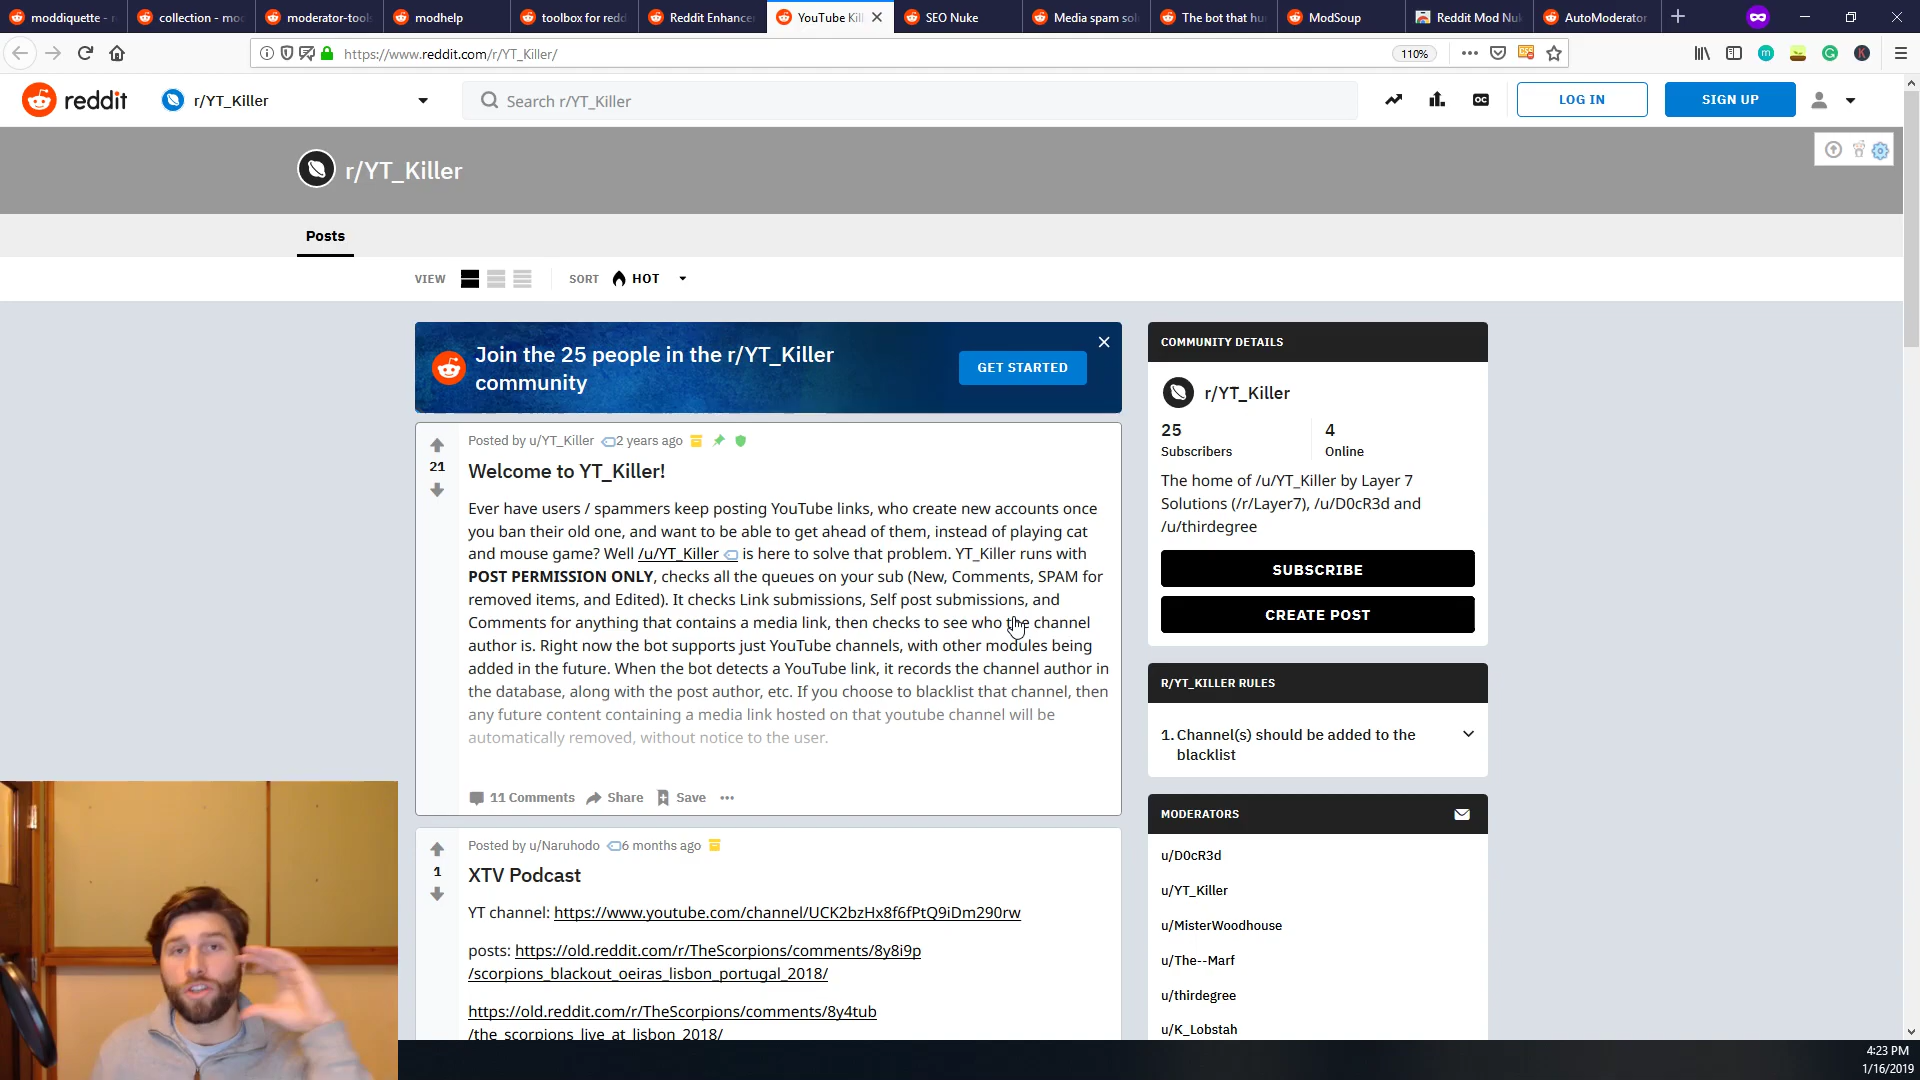 moddiquette - r
collection - mod
moderator-tools
modhelp
toolbox for redd
Reddit Enhance
YouTube Kil
SEO Nuke
Media spam sol
The bot that hu
ModSoup
Reddit Mod Nuk
AutoModerator
https://www.reddit.com/r/YT_Killer/
110%
reddit
r/YT_Killer
Search r/YT_Killer
LOG IN
SIGN UP
r/YT_Killer
Posts
VIEW
SORT
HOT
Join the 25 people in the r/YT_Killer
community
GET STARTED
21
Posted by u/YT_Killer 2 years ago
Welcome to YT_Killer!
Ever have users / spammers keep posting YouTube links, who create new accounts once
you ban their old one, and want to be able to get ahead of them, instead of playing cat
and mouse game? Well /u/YT_Killer is here to solve that problem. YT_Killer runs with
POST PERMISSION ONLY, checks all the queues on your sub (New, Comments, SPAM for
removed items, and Edited). It checks Link submissions, Self post submissions, and
Comments for anything that contains a media link, then checks to see who the channel
author is. Right now the bot supports just YouTube channels, with other modules being
added in the future. When the bot detects a YouTube link, it records the channel author in
the database, along with the post author, etc. If you choose to blacklist that channel, then
any future content containing a media link hosted on that youtube channel will be
automatically removed, without notice to the user.
11 Comments
Share
Save
1
Posted by u/Naruhodo 6 months ago
XTV Podcast
YT channel: https://www.youtube.com/channel/UCK2bzHx8f6fPtQ9iDm290rw
posts: https://old.reddit.com/r/TheScorpions/comments/8y8i9p
/scorpions_blackout_oeiras_lisbon_portugal_2018/
https://old.reddit.com/r/TheScorpions/comments/8y4tub
/the_scorpions_live_at_lisbon_2018/
COMMUNITY DETAILS
r/YT_Killer
25
Subscribers
4
Online
The home of /u/YT_Killer by Layer 7
Solutions (/r/Layer7), /u/D0cR3d and
/u/thirdegree
SUBSCRIBE
CREATE POST
R/YT_KILLER RULES
1. Channel(s) should be added to the
blacklist
MODERATORS
u/D0cR3d
u/YT_Killer
u/MisterWoodhouse
u/The--Marf
u/thirdegree
u/K_Lobstah
4:23 PM
1/16/2019